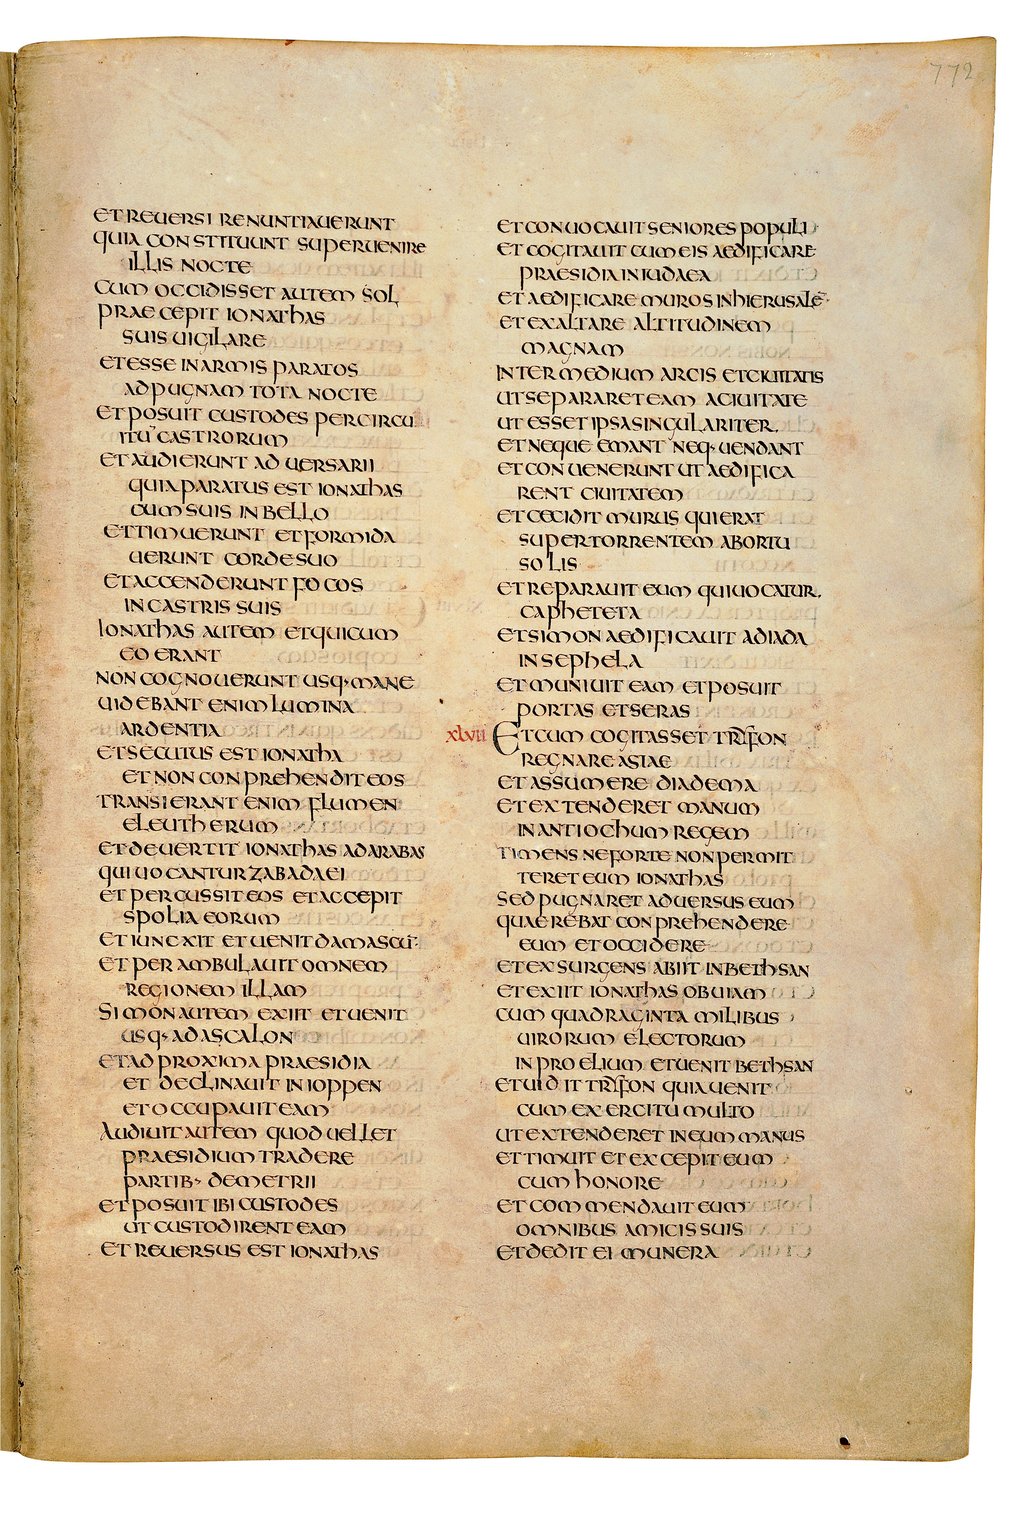 772
ET REUERSI RENUNTIAUERUNT
QUIA CONSTITUUNT SUPERUENIRE
ILLIS NOCTE
CUM OCCIDISSET AUTEM SOL
PRAECEPIT IONATHAS
SUIS UIGILARE
ET ESSE IN ARMIS PARATOS
AD PUGNAM TOTA NOCTE
ET POSUIT CUSTODES PER CIRCU
ITU̅ CASTRORUM
ET AUDIERUNT ADUERSARII
QUIA PARATUS EST IONATHAS
CUM SUIS IN BELLO
ET TIMUERUNT ET FORMIDA
UERUNT CORDE SUO
ET ACCENDERUNT FOCOS
IN CASTRIS SUIS
IONATHAS AUTEM ET QUI CUM
EO ERANT
NON COGNOUERUNT USQ· MANE
UIDEBANT ENIM LUMINA
ARDENTIA
ET SECUTUS EST IONATHA
ET NON CONPREHENDIT EOS
TRANSIERANT ENIM FLUMEN
ELEUTHERUM
ET DEUERTIT IONATHAS AD ARABAS
QUI UOCANTUR ZABADAEI
ET PERCUSSIT EOS ET ACCEPIT
SPOLIA EORUM
ET IUNEXIT ET UENIT DAMASCU̅·
ET PERAMBULAUIT OMNEM
REGIONEM ILLAM
SIMON AUTEM EXIIT ET UENIT
USQ· AD ASCALON
ET AD PROXIMA PRAESIDIA
ET DECLINAUIT IN IOPPEN
ET OCCUPAUIT EAM
AUDIUIT AUTEM QUOD UELLET
PRAESIDIUM TRADERE
PARTIB· DEMETRII
ET POSUIT IBI CUSTODES
UT CUSTODIRENT EAM
ET REUERSUS EST IONATHAS
ET CONUOCAUIT SENIORES POPULI
ET COGITAUIT CUM EIS AEDIFICARE
PRAESIDIA IN IUDAEA
ET AEDIFICARE MUROS IN HIERUSALE̅·
ET EXALTARE ALTITUDINEM
MAGNAM
INTER MEDIUM ARCIS ET CIUITATIS
UT SEPARARET EAM A CIUITATE
UT ESSET IPSA SINGULARITER.
ET NEQUE EMANT NEQ· UENDANT
ET CONUENERUNT UT AEDIFICA
RENT CIUITATEM
ET CECIDIT MURUS QUI ERAT
SUPER TORRENTEM AB ORTU
SOLIS
ET REPARAUIT EUM QUI UOCATUR.
CAPHETETA
ET SIMON AEDIFICAUIT ADIADA
IN SEPHELA
ET MUNIUIT EAM ET POSUIT
PORTAS ET SERAS
XLVII ET CUM COGITASSET TRIFON
REGNARE ASIAE
ET ASSUMERE DIADEMA
ET EXTENDERET MANUM
IN ANTIOCHUM REGEM
TIMENS NE FORTE NON PERMIT
TERET EUM IONATHAS
SED PUGNARET ADUERSUS EUM
QUAEREBAT CONPREHENDERE
EUM ET OCCIDERE
ET EXSURGENS ABIIT IN BETHSAN
ET EXIIT IONATHAS OBUIAM
CUM QUADRAGINTA MILIBUS
UIRORUM ELECTORUM
IN PROELIUM ET UENIT BETHSAN
ET UIDIT TRIFON QUIA UENIT
CUM EXERCITU MULTO
UT EXTENDERET IN EUM MANUS
ET TIMUIT ET EXCEPIT EUM
CUM HONORE
ET COMMENDAUIT EUM
OMNIBUS AMICIS SUIS
ET DEDIT EI MUNERA